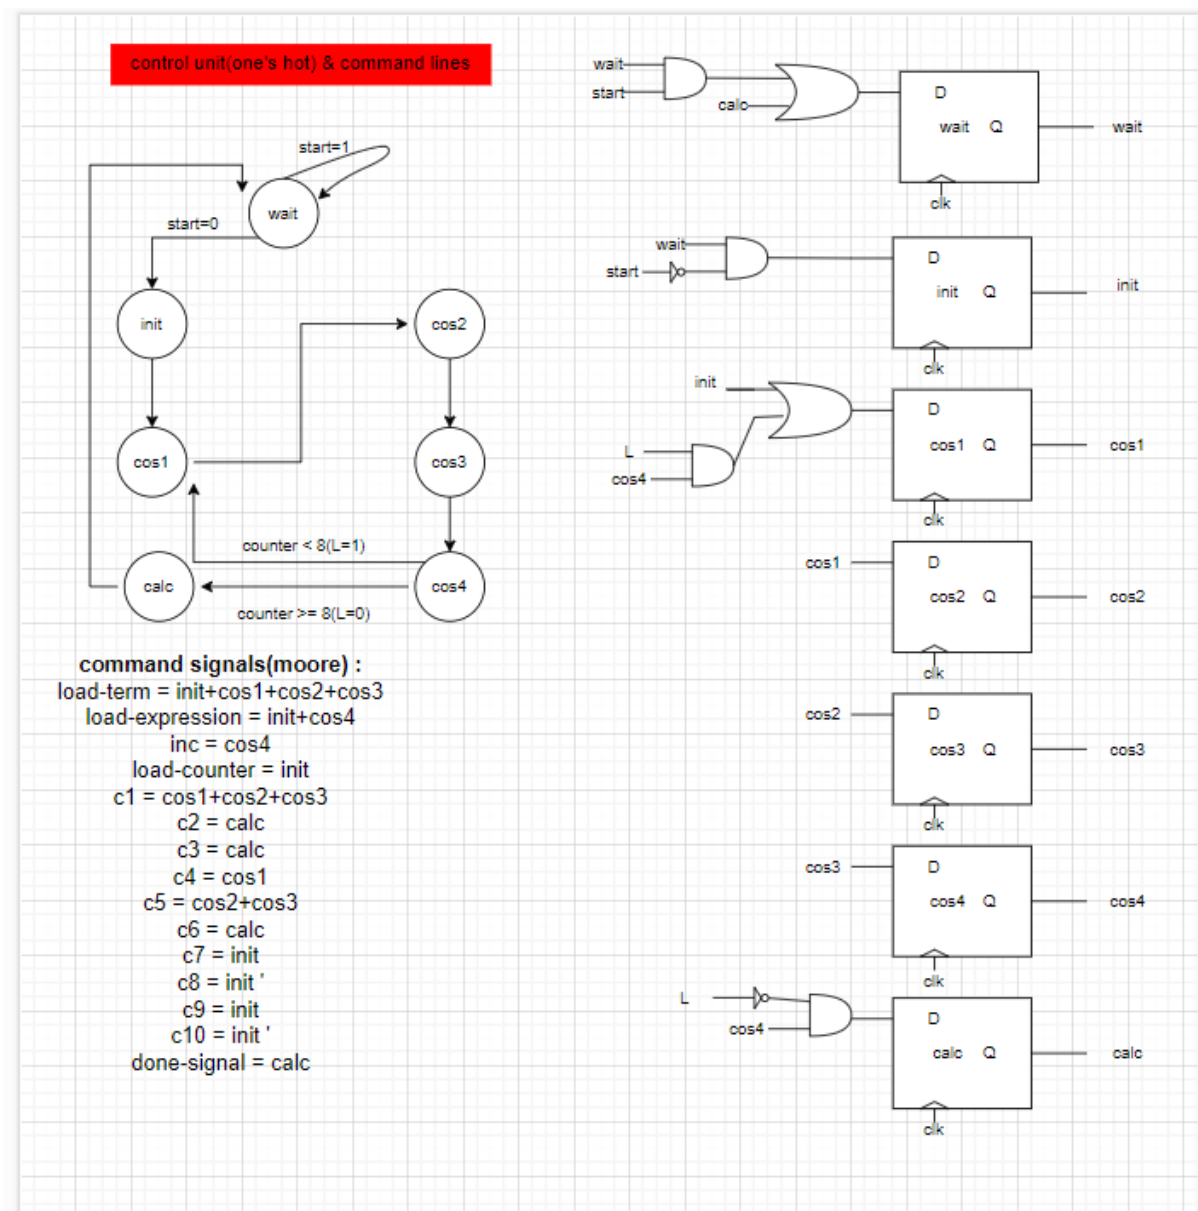 control unit(one's hot) & command lines
start=1
wait
start=0
init
cos2
cos1
cos3
counter < 8(L=1)
calc
cos4
counter >= 8(L=0)
command signals(moore) :
load-term = init+cos1+cos2+cos3
load-expression = init+cos4
inc = cos4
load-counter = init
c1 = cos1+cos2+cos3
c2 = calc
c3 = calc
c4 = cos1
c5 = cos2+cos3
c6 = calc
c7 = init
c8 = init '
c9 = init
c10 = init '
done-signal = calc
wait
start
calc
D
wait Q
wait
clk
wait
start
D
init Q
init
clk
init
L
cos4
D
cos1 Q
cos1
clk
cos1
D
cos2 Q
cos2
clk
cos2
D
cos3 Q
cos3
clk
cos3
D
cos4 Q
cos4
clk
L
cos4
D
calc Q
calc
clk